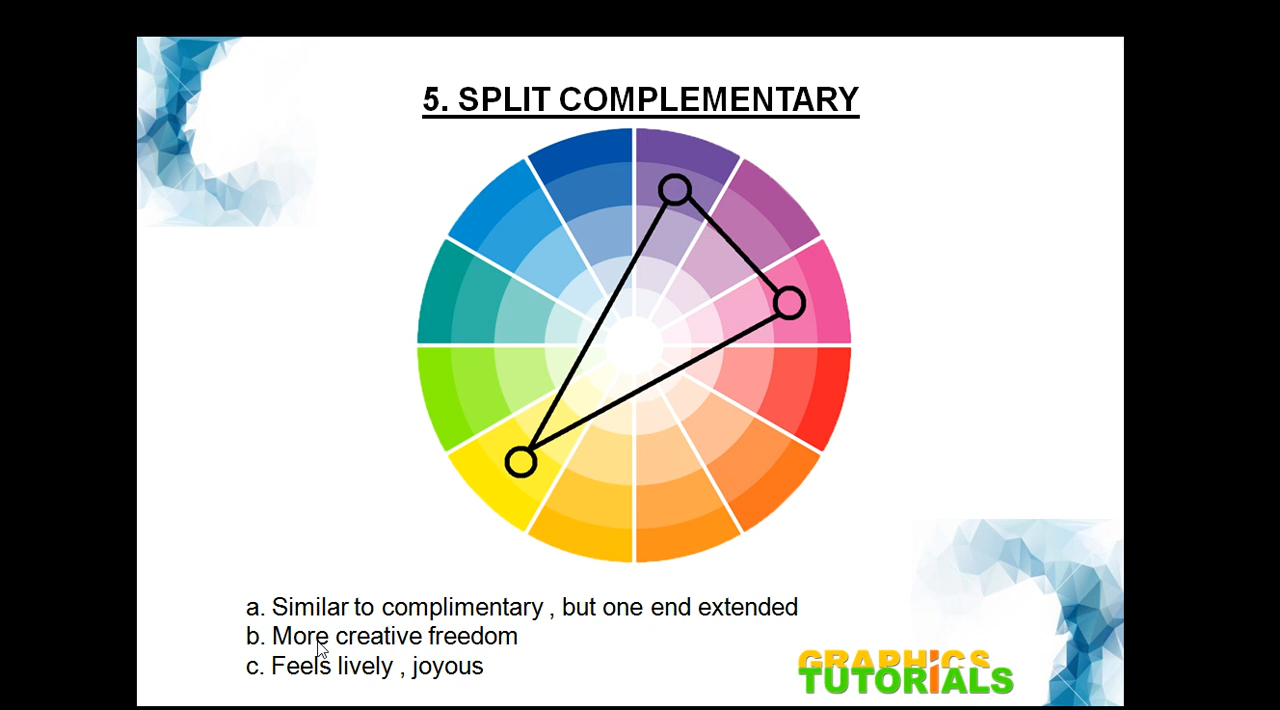 5. SPLIT COMPLEMENTARY
a. Similar to complimentary , but one end extended
b. More creative freedom
c. Feels lively , joyous
GRAPHiCS
TUTORiALS